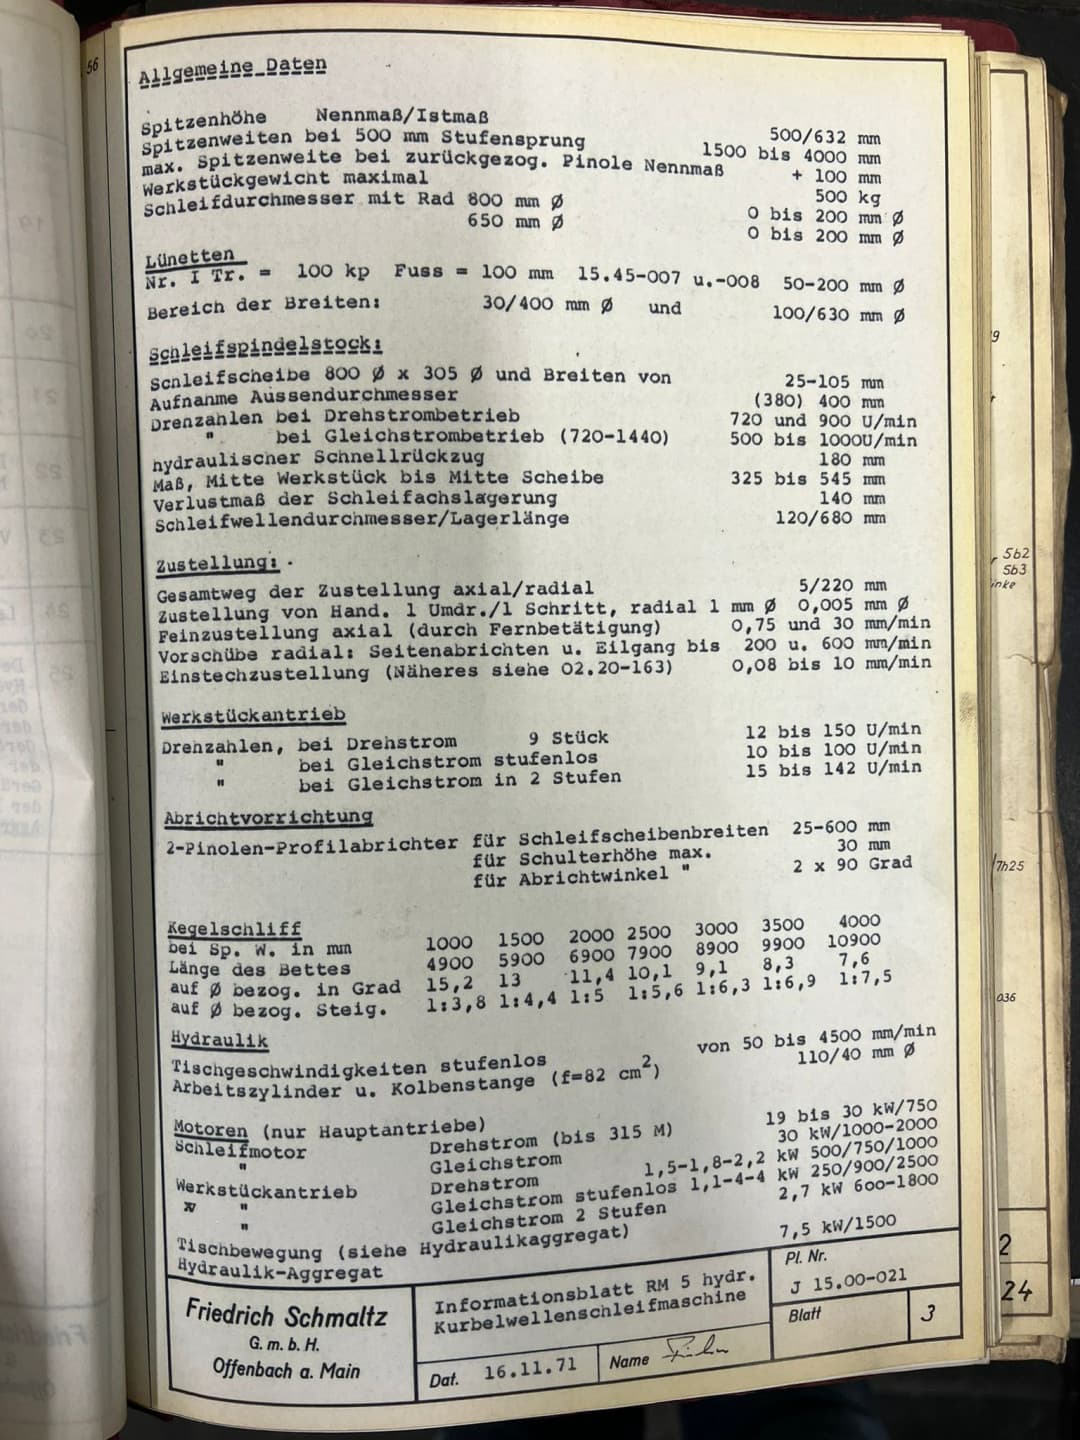 56
Allgemeine Daten
Spitzenhöhe Nennmaß/Istmaß 500/632 mm
Spitzenweiten bei 500 mm Stufensprung 1500 bis 4000 mm
max. Spitzenweite bei zurückgezog. Pinole Nennmaß + 100 mm
Werkstückgewicht maximal 500 kg
Schleifdurchmesser mit Rad 800 mm Ø 0 bis 200 mm Ø
650 mm Ø 0 bis 200 mm Ø
Lünetten
Nr. I Tr. = 100 kp Fuss = 100 mm 15.45-007 u.-008 50-200 mm Ø
Bereich der Breiten: 30/400 mm Ø und 100/630 mm Ø
Schleifspindelstock:
Schleifscheibe 800 Ø x 305 Ø und Breiten von 25-105 mm
Aufnahme Aussendurchmesser (380) 400 mm
Drehzahlen bei Drehstrombetrieb 720 und 900 U/min
" bei Gleichstrombetrieb (720-1440) 500 bis 1000U/min
hydraulischer Schnellrückzug 180 mm
Maß, Mitte Werkstück bis Mitte Scheibe 325 bis 545 mm
Verlustmaß der Schleifachslagerung 140 mm
Schleifwellendurchmesser/Lagerlänge 120/680 mm
Zustellung:
Gesamtweg der Zustellung axial/radial 5/220 mm
Zustellung von Hand. 1 Umdr./1 Schritt, radial 1 mm Ø 0,005 mm Ø
Feinzustellung axial (durch Fernbetätigung) 0,75 und 30 mm/min
Vorschübe radial: Seitenabrichten u. Eilgang bis 200 u. 600 mm/min
Einstechzustellung (Näheres siehe 02.20-163) 0,08 bis 10 mm/min
Werkstückantrieb
Drehzahlen, bei Drehstrom 9 Stück 12 bis 150 U/min
" bei Gleichstrom stufenlos 10 bis 100 U/min
" bei Gleichstrom in 2 Stufen 15 bis 142 U/min
Abrichtvorrichtung
2-Pinolen-Profilabrichter für Schleifscheibenbreiten 25-600 mm
für Schulterhöhe max. 30 mm
für Abrichtwinkel " 2 x 90 Grad
Kegelschliff
bei Sp. W. in mm 1000 1500 2000 2500 3000 3500 4000
Länge des Bettes 4900 5900 6900 7900 8900 9900 10900
auf Ø bezog. in Grad 15,2 13 11,4 10,1 9,1 8,3 7,6
auf Ø bezog. Steig. 1:3,8 1:4,4 1:5 1:5,6 1:6,3 1:6,9 1:7,5
Hydraulik
Tischgeschwindigkeiten stufenlos von 50 bis 4500 mm/min
Arbeitszylinder u. Kolbenstange (f=82 cm²) 110/40 mm Ø
Motoren (nur Hauptantriebe)
Schleifmotor Drehstrom (bis 315 M) 19 bis 30 kW/750
" Gleichstrom 30 kW/1000-2000
Werkstückantrieb Drehstrom 1,5-1,8-2,2 kW 500/750/1000
" Gleichstrom stufenlos 1,1-4-4 kW 250/900/2500
" Gleichstrom 2 Stufen 2,7 kW 600-1800
Tischbewegung (siehe Hydraulikaggregat)
Hydraulik-Aggregat 7,5 kW/1500
Friedrich Schmaltz
G. m. b. H.
Offenbach a. Main
Informationsblatt RM 5 hydr.
Kurbelwellenschleifmaschine
Dat. 16.11.71
Name
Pl. Nr.
J 15.00-021
Blatt 3
9
5b2
5b3
inke
7h25
036
2
24